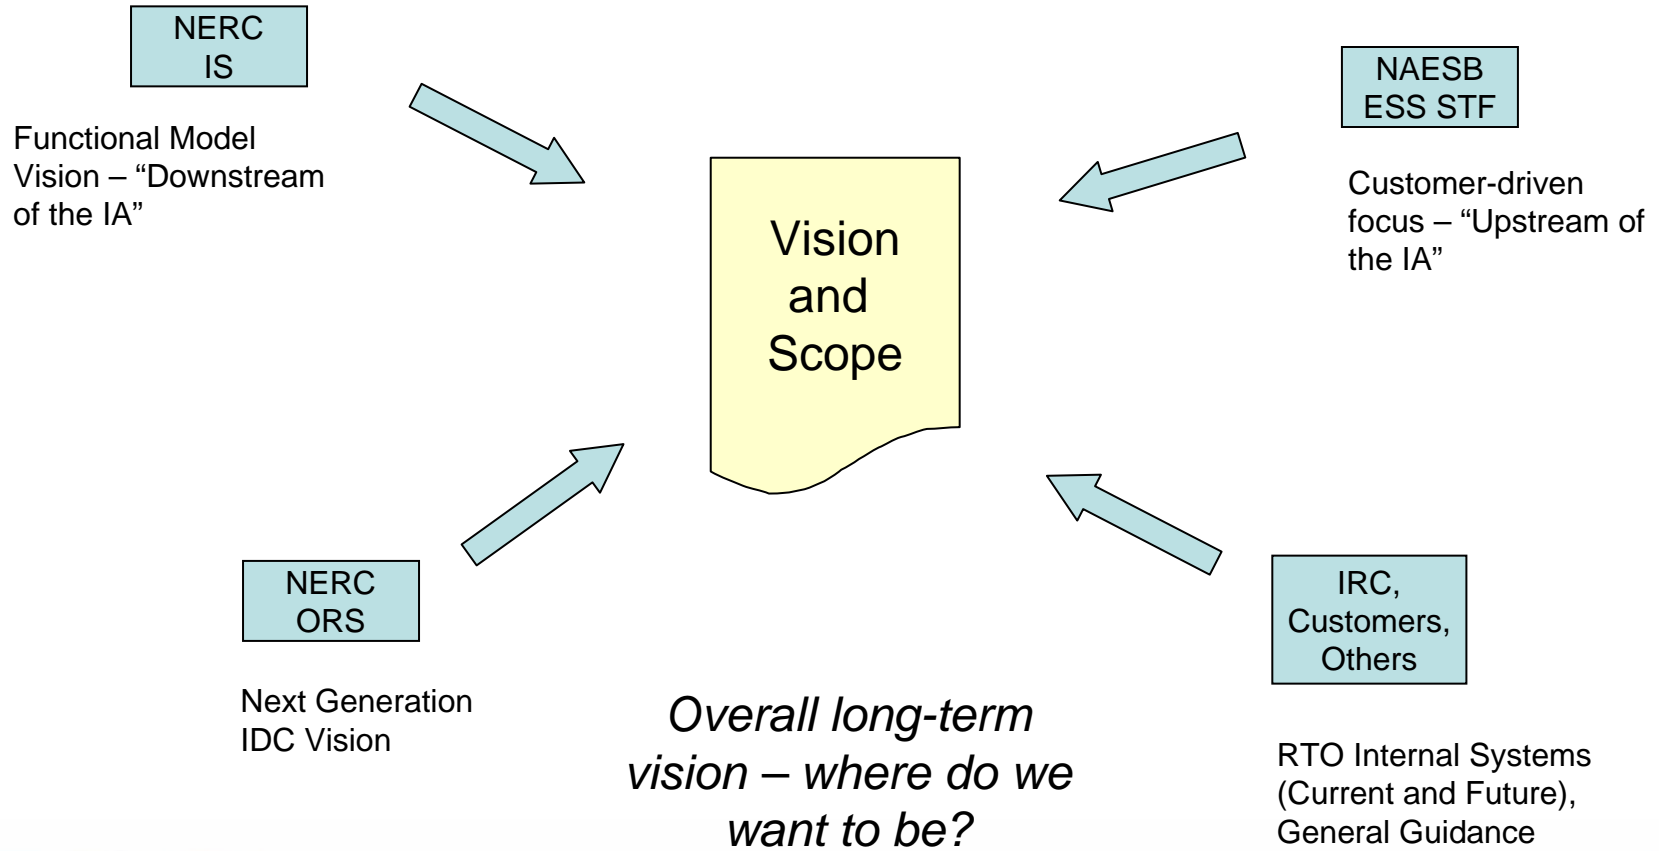 NERC
IS
Functional Model
Vision – “Downstream
of the IA”
NAESB
ESS STF
Customer-driven
focus – “Upstream of
the IA”
Vision
and
Scope
NERC
ORS
Next Generation
IDC Vision
IRC,
Customers,
Others
RTO Internal Systems
(Current and Future),
General Guidance
Overall long-term
vision – where do we
want to be?